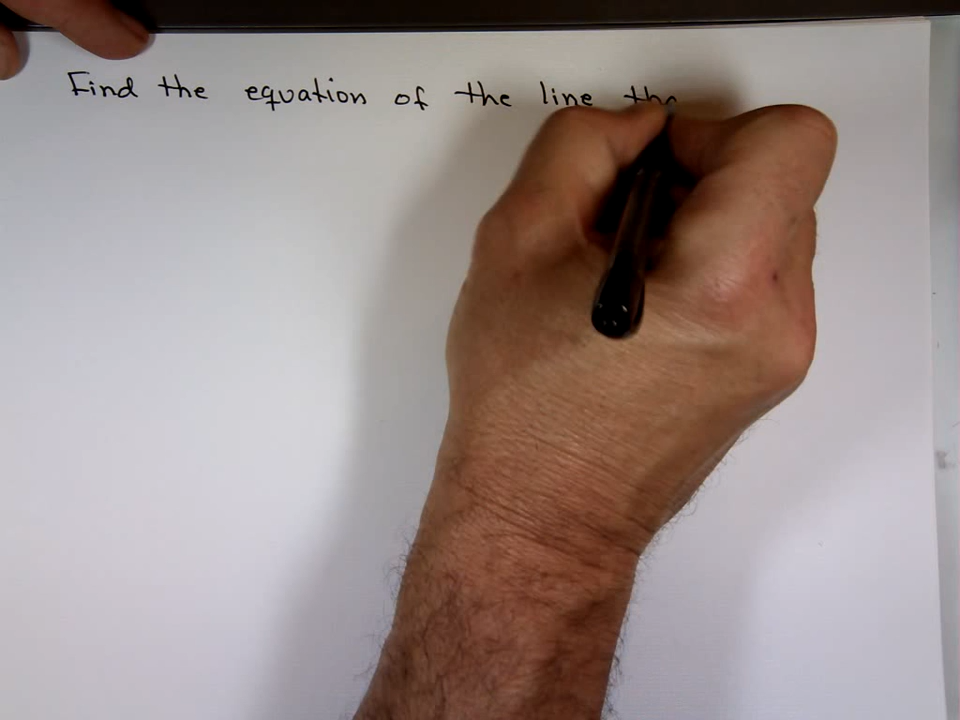 Find the equation of the line